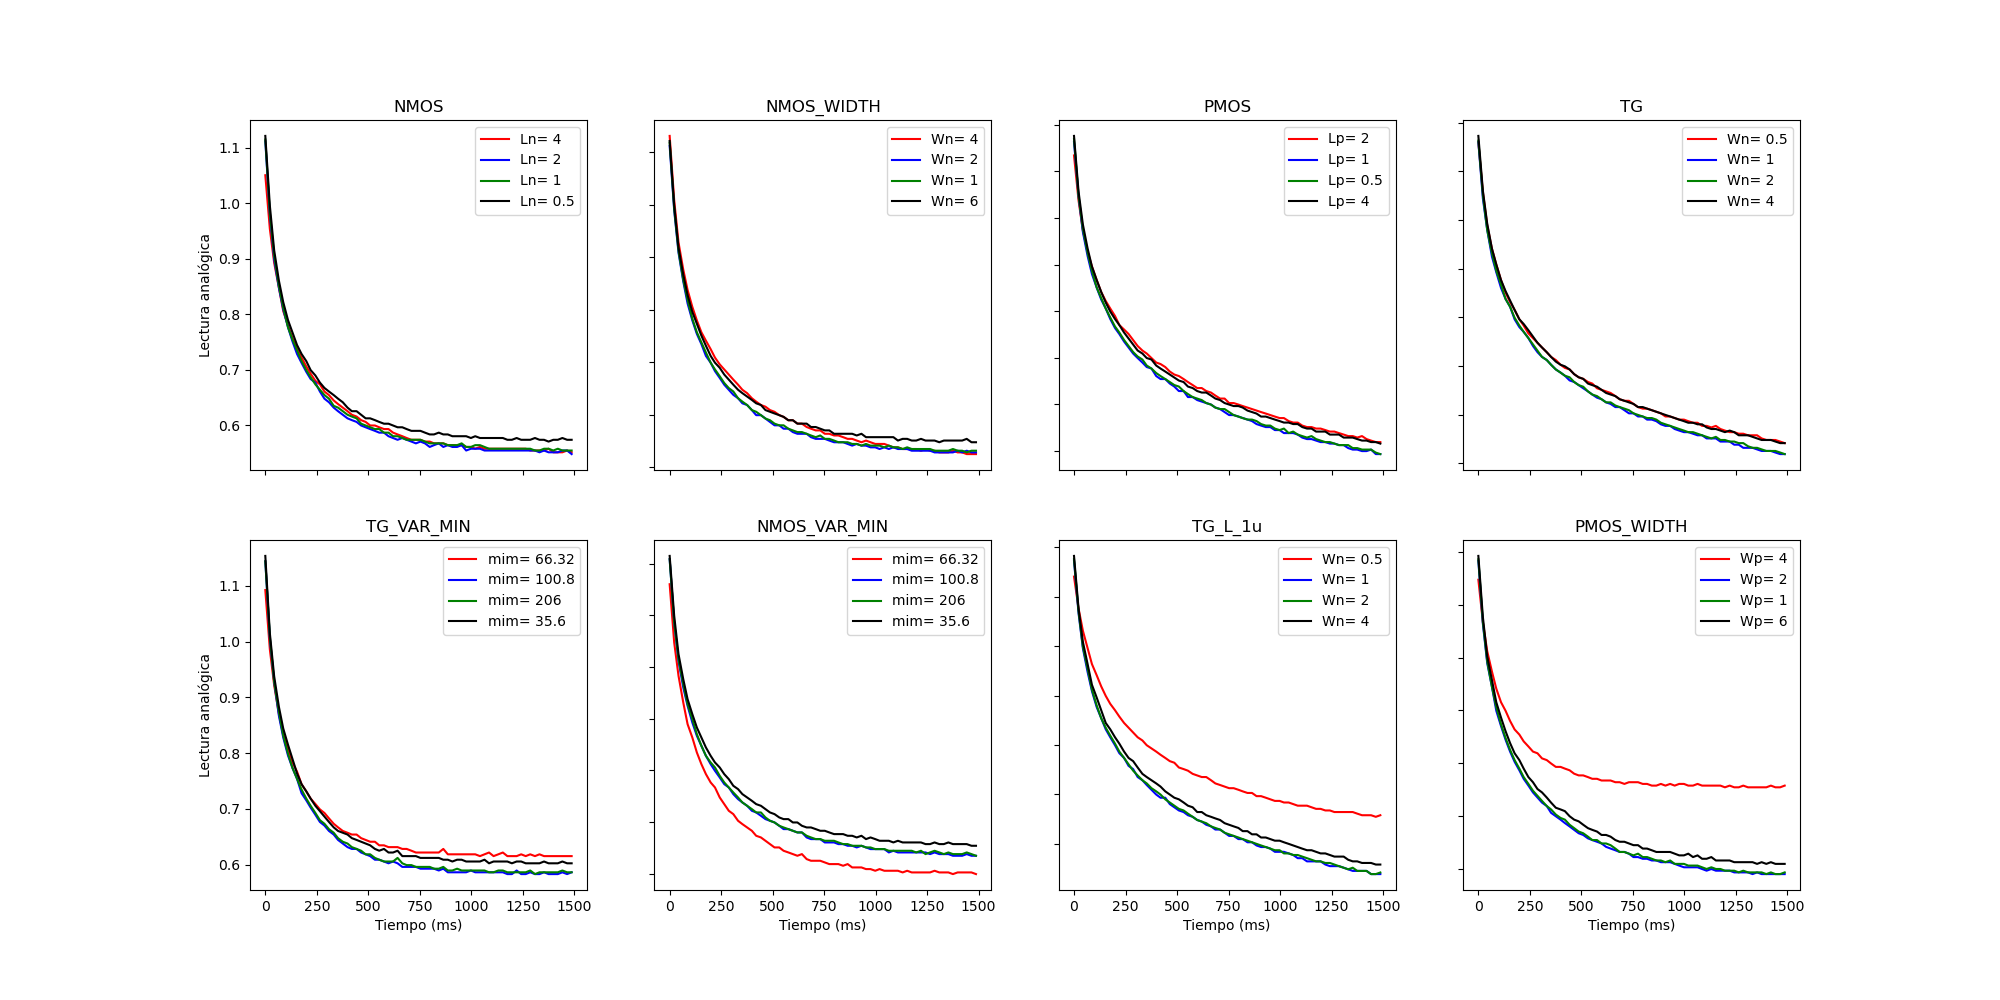 NMOS
NMOS_WIDTH
PMOS
TG
Ln= 4
Ln= 2
Ln= 1
Ln= 0.5
Wn= 4
Wn= 2
Wn= 1
Wn= 6
Lp= 2
Lp= 1
Lp= 0.5
Lp= 4
Wn= 0.5
Wn= 1
Wn= 2
Wn= 4
1.1
1.0
0.9
0.8
0.7
0.6
Lectura analógica
TG_VAR_MIN
NMOS_VAR_MIN
TG_L_1u
PMOS_WIDTH
mim= 66.32
mim= 100.8
mim= 206
mim= 35.6
mim= 66.32
mim= 100.8
mim= 206
mim= 35.6
Wn= 0.5
Wn= 1
Wn= 2
Wn= 4
Wp= 4
Wp= 2
Wp= 1
Wp= 6
1.1
1.0
0.9
0.8
0.7
0.6
Lectura analógica
0 250 500 750 1000 1250 1500
0 250 500 750 1000 1250 1500
0 250 500 750 1000 1250 1500
0 250 500 750 1000 1250 1500
Tiempo (ms)
Tiempo (ms)
Tiempo (ms)
Tiempo (ms)